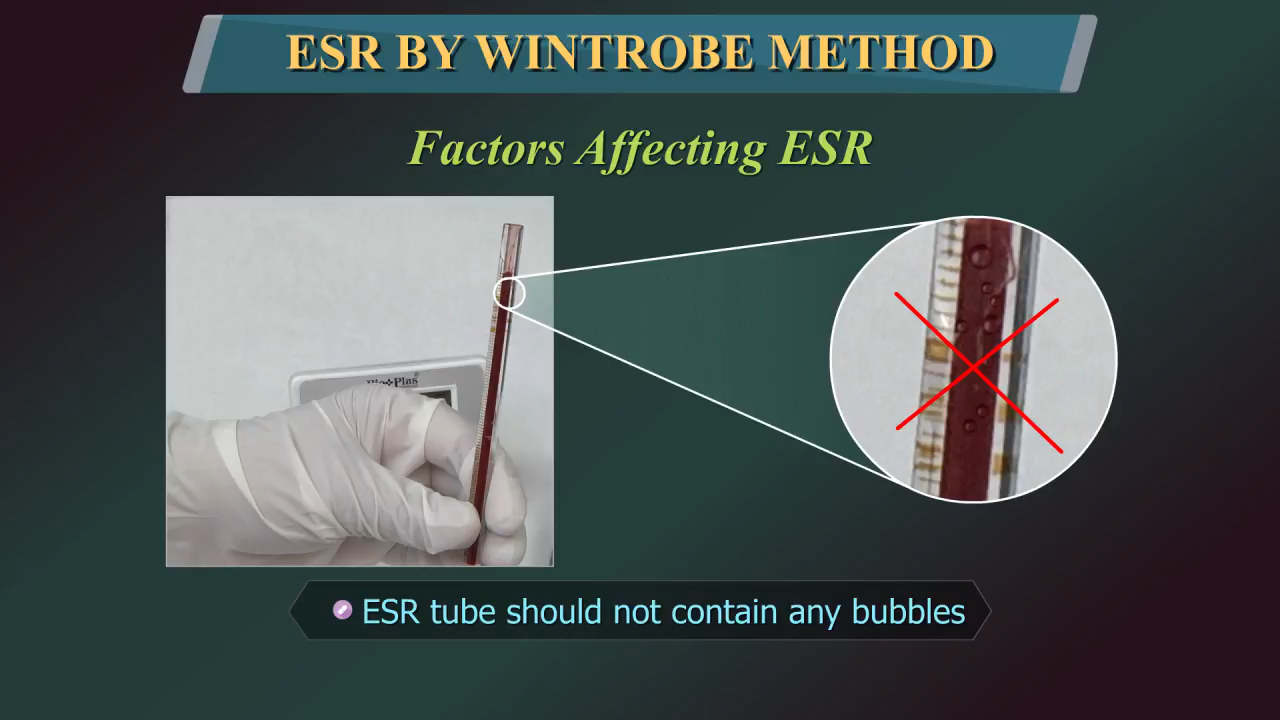 ESR BY WINTROBE METHOD
Factors Affecting ESR
ESR tube should not contain any bubbles